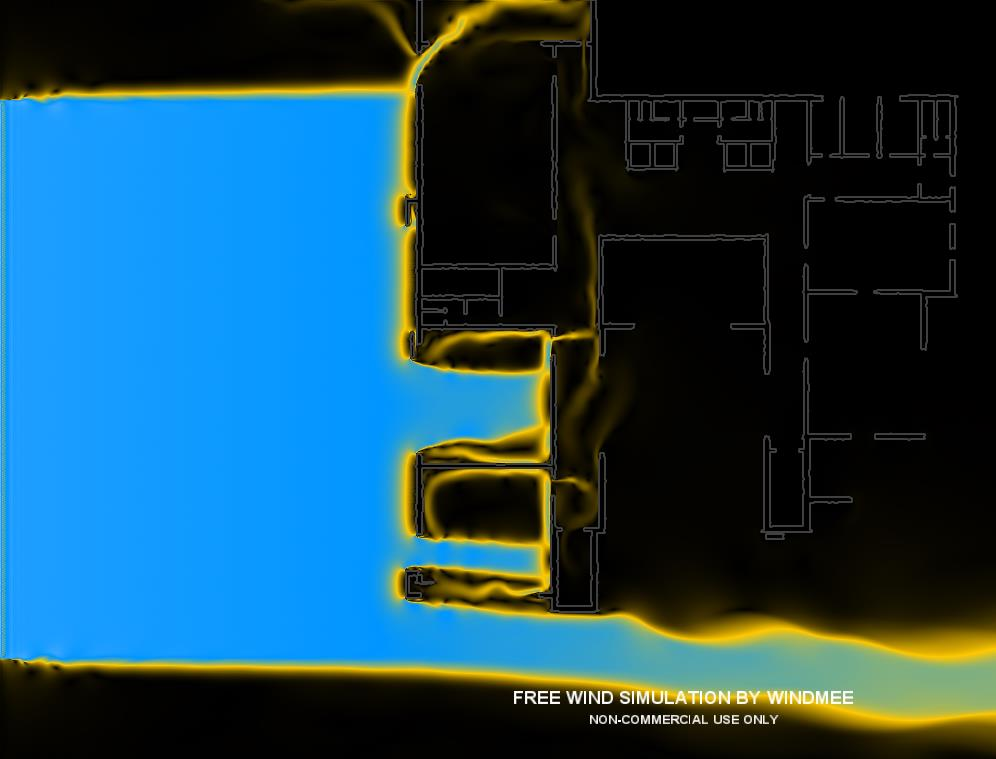 FREE WIND SIMULATION BY WINDMEE
NON-COMMERCIAL USE ONLY